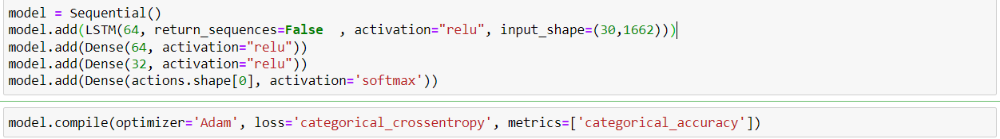 model = Sequential()
model.add(LSTM(64, return_sequences=False  , activation="relu", input_shape=(30,1662)))
model.add(Dense(64, activation="relu"))
model.add(Dense(32, activation="relu"))
model.add(Dense(actions.shape[0], activation='softmax'))
model.compile(optimizer='Adam', loss='categorical_crossentropy', metrics=['categorical_accuracy'])